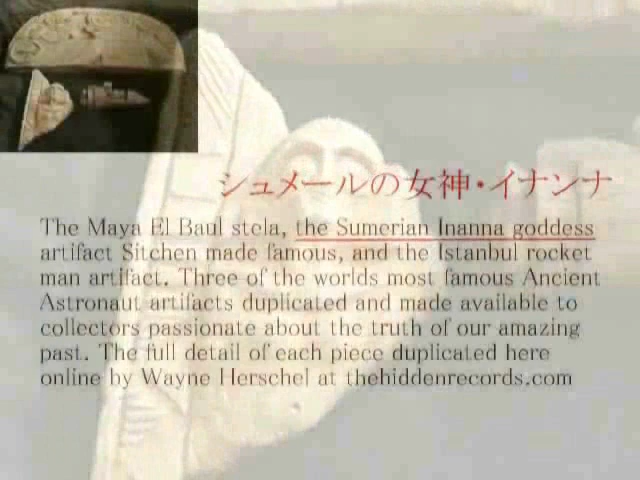 シュメールの女神・イナンナ
The Maya El Baul stela, the Sumerian Inanna goddess
artifact Sitchen made famous, and the Istanbul rocket
man artifact. Three of the worlds most famous Ancient
Astronaut artifacts duplicated and made available to
collectors passionate about the truth of our amazing
past. The full detail of each piece duplicated here
online by Wayne Herschel at thehiddenrecords.com